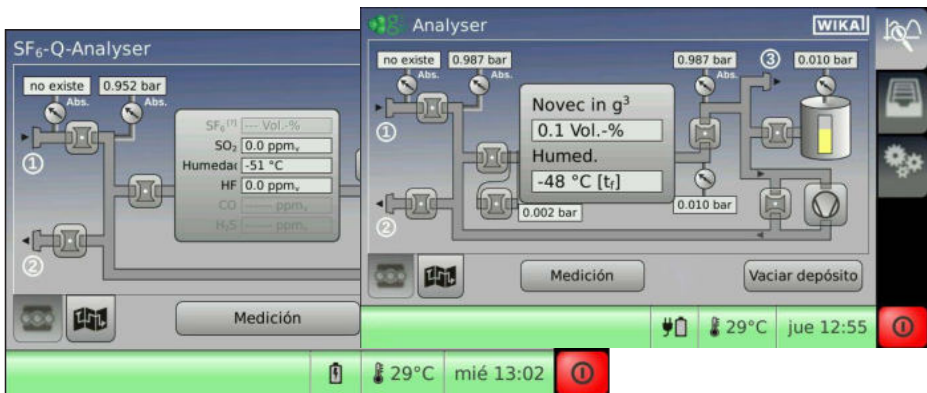 SF₆-Q-Analyser
no existe
Abs.
0.952 bar
Abs.
SF₆ [?] --- Vol.-%
SO₂ 0.0 ppmᵥ
Humedad -51 °C
HF 0.0 ppmᵥ
CO ------ ppmᵥ
H₂S ------ ppmᵥ
①
②
Medición
29°C
mié 13:02
g³ Analyser
WIKA
no existe
Abs.
0.987 bar
Abs.
Novec in g³
0.1 Vol.-%
Humed.
-48 °C [tf]
0.987 bar
Abs.
③
0.010 bar
①
②
0.002 bar
0.010 bar
Medición
Vaciar depósito
29°C
jue 12:55